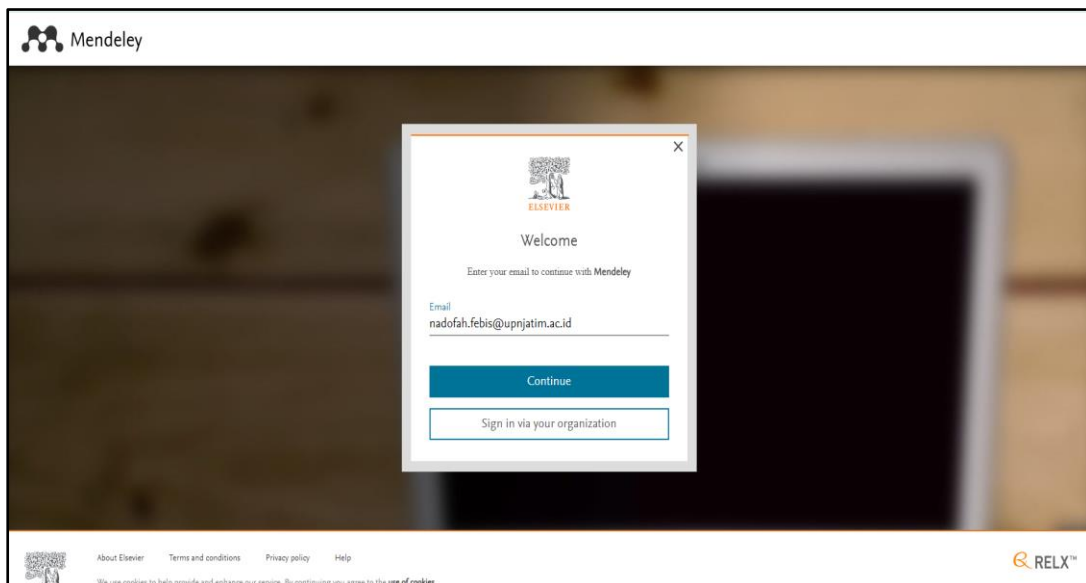 Mendeley
X
ELSEVIER
Welcome
Enter your email to continue with Mendeley
Email
nadofah.febis@upnjatim.ac.id
Continue
Sign in via your organization
About Elsevier Terms and conditions Privacy policy Help
We use cookies to help provide and enhance our service. By continuing you agree to the use of cookies
RELX™